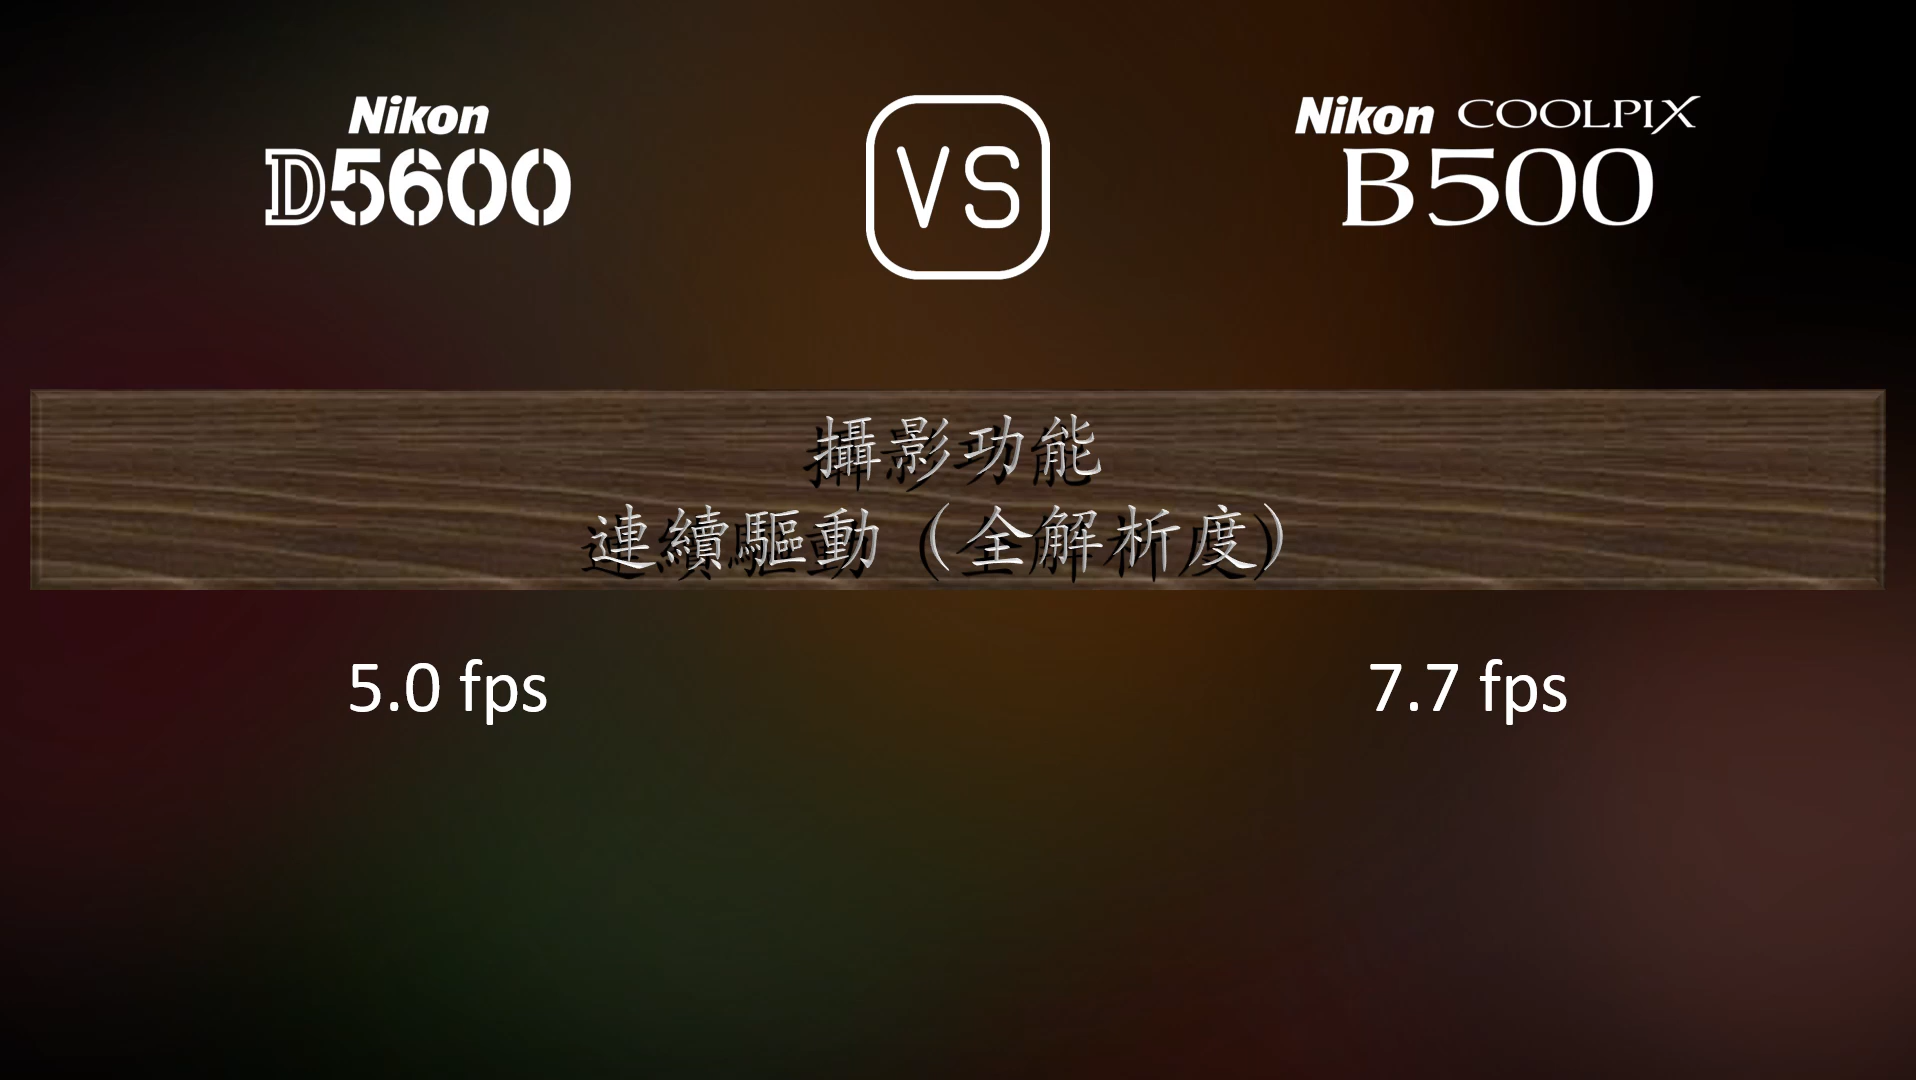 Nikon
D5600
VS
Nikon COOLPIX
B500
攝影功能
連續驅動（全解析度）
5.0 fps
7.7 fps